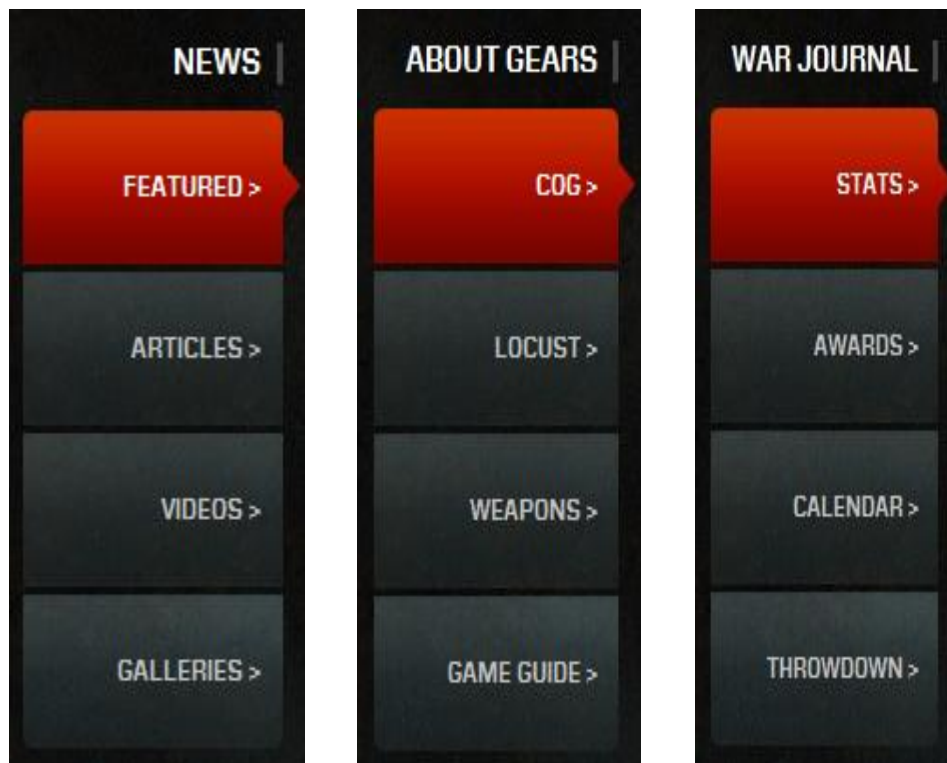 NEWS
FEATURED >
ARTICLES >
VIDEOS >
GALLERIES >
ABOUT GEARS
COG >
LOCUST >
WEAPONS >
GAME GUIDE >
WAR JOURNAL
STATS >
AWARDS >
CALENDAR >
THROWDOWN >